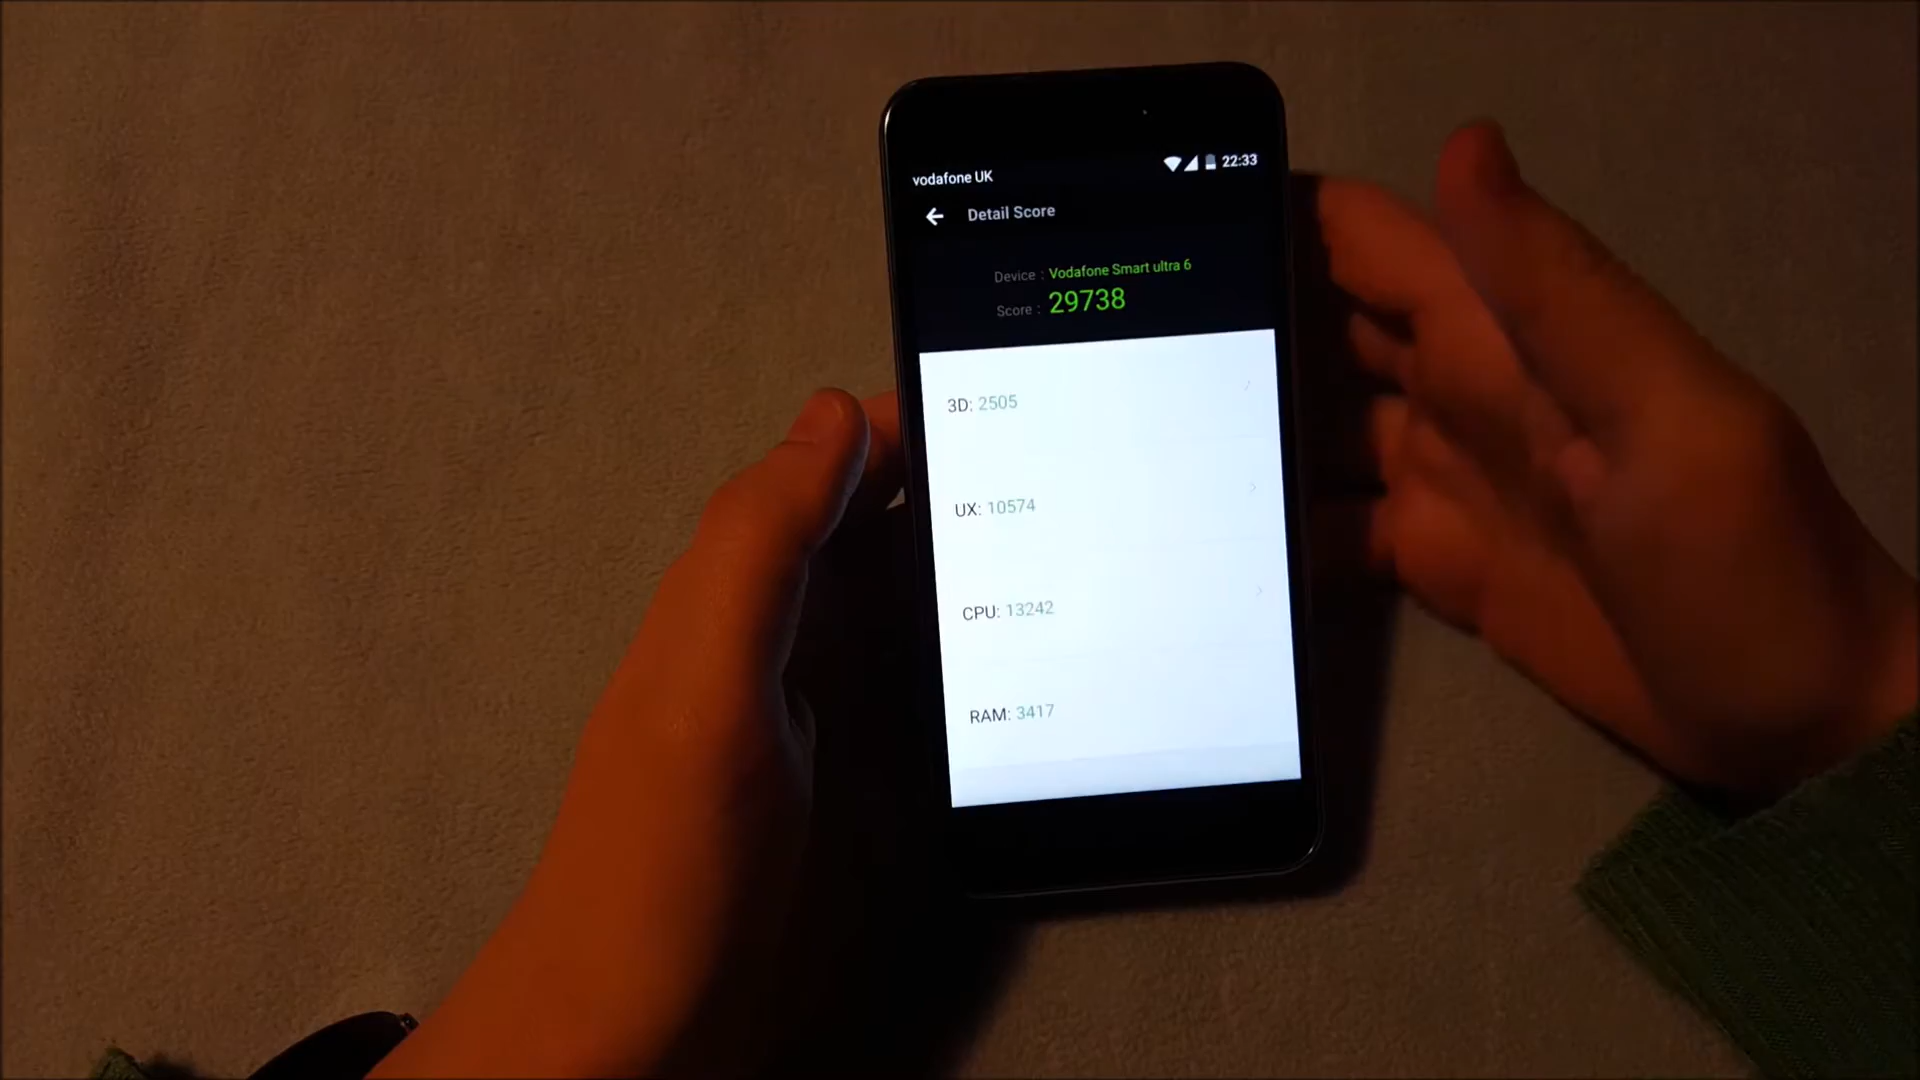 vodafone UK 22:33
Detail Score
Device : Vodafone Smart ultra 6
Score : 29738
3D: 2505
UX: 10574
CPU: 13242
RAM: 3417